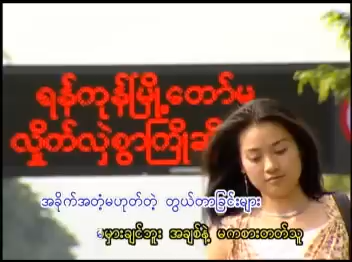 ရန်ကုန်မြို့တော်မှ
လှိုက်လှဲစွာကြိုဆို
အခိုက်အတံ့မဟုတ်တဲ့ တွယ်တာခြင်းများ
မမှားချင်ဘူး အချစ်နဲ့ မကစားတတ်သူ